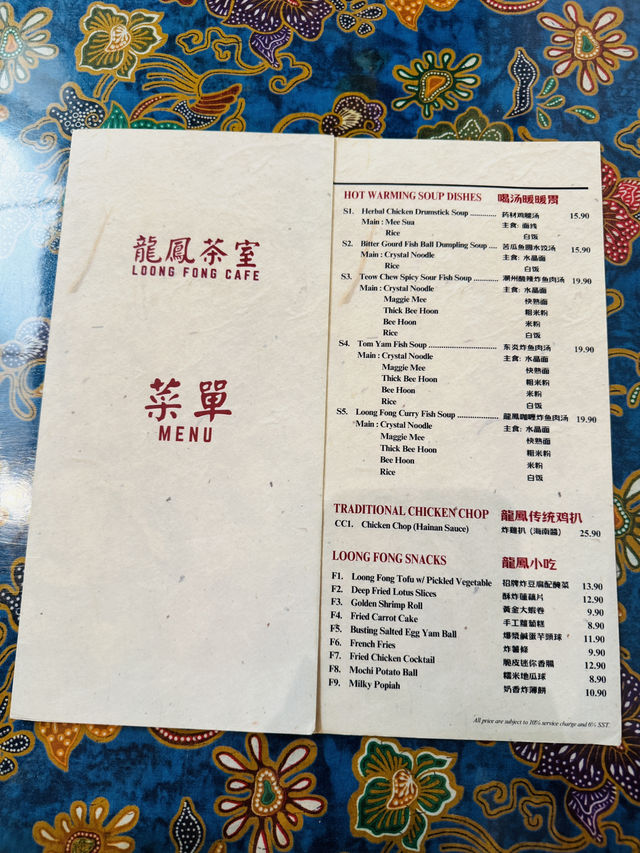 龍鳳茶室
LOONG FONG CAFE
菜單
MENU
HOT WARMING SOUP DISHES 喝汤暖暖胃
S1. Herbal Chicken Drumstick Soup ............ 药材鸡腿汤 15.90
Main : Mee Sua 主食: 面线
Rice 白饭
S2. Bitter Gourd Fish Ball Dumpling Soup .... 苦瓜鱼圆水饺汤 15.90
Main : Crystal Noodle 主食: 水晶面
Rice 白饭
S3. Teow Chew Spicy Sour Fish Soup .......... 潮州酸辣炸鱼肉汤 19.90
Main : Crystal Noodle 主食: 水晶面
Maggie Mee 快熟面
Thick Bee Hoon 粗米粉
Bee Hoon 米粉
Rice 白饭
S4. Tom Yam Fish Soup ............................ 东炎炸鱼肉汤 19.90
Main : Crystal Noodle 主食: 水晶面
Maggie Mee 快熟面
Thick Bee Hoon 粗米粉
Bee Hoon 米粉
Rice 白饭
S5. Loong Fong Curry Fish Soup ................ 龍鳳咖喱炸鱼肉汤 19.90
Main : Crystal Noodle 主食: 水晶面
Maggie Mee 快熟面
Thick Bee Hoon 粗米粉
Bee Hoon 米粉
Rice 白饭
TRADITIONAL CHICKEN CHOP 龍鳳传统鸡扒
CC1. Chicken Chop (Hainan Sauce) 炸雞扒 (海南醬) 25.90
LOONG FONG SNACKS 龍鳳小吃
F1. Loong Fong Tofu w/ Pickled Vegetable 招牌炸豆腐配醃菜 13.90
F2. Deep Fried Lotus Slices 酥炸蓮藕片 12.90
F3. Golden Shrimp Roll 黃金大蝦卷 9.90
F4. Fried Carrot Cake 手工蘿蔔糕 8.90
F5. Busting Salted Egg Yam Ball 爆漿鹹蛋芋頭球 11.90
F6. French Fries 炸薯條 9.90
F7. Fried Chicken Cocktail 脆皮迷你香腸 12.90
F8. Mochi Potato Ball 糯米地瓜球 8.90
F9. Milky Popiah 奶香炸薄餅 10.90
All price are subject to 10% service charge and 6% SST.